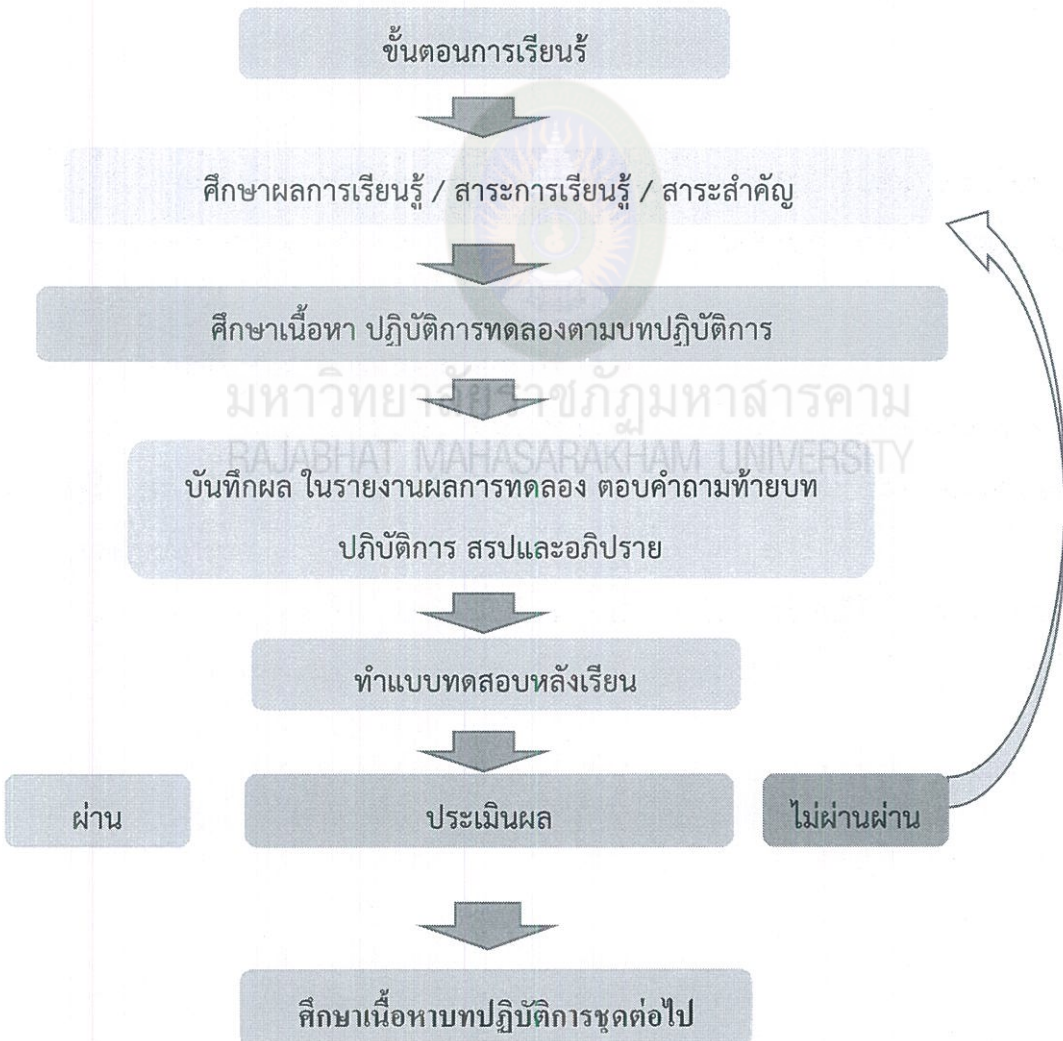 ขั้นตอนการเรียนรู้
ศึกษาผลการเรียนรู้ / สาระการเรียนรู้ / สาระสำคัญ
ศึกษาเนื้อหา ปฏิบัติการทดลองตามบทปฏิบัติการ
มหาวิทยาลัยราชภัฏมหาสารคาม
RAJABHAT MAHASARAKHAM UNIVERSITY
บันทึกผล ในรายงานผลการทดลอง ตอบคำถามท้ายบท
ปฏิบัติการ สรุปและอภิปราย
ทำแบบทดสอบหลังเรียน
ผ่าน ประเมินผล ไม่ผ่านผ่าน
ศึกษาเนื้อหาบทปฏิบัติการชุดต่อไป